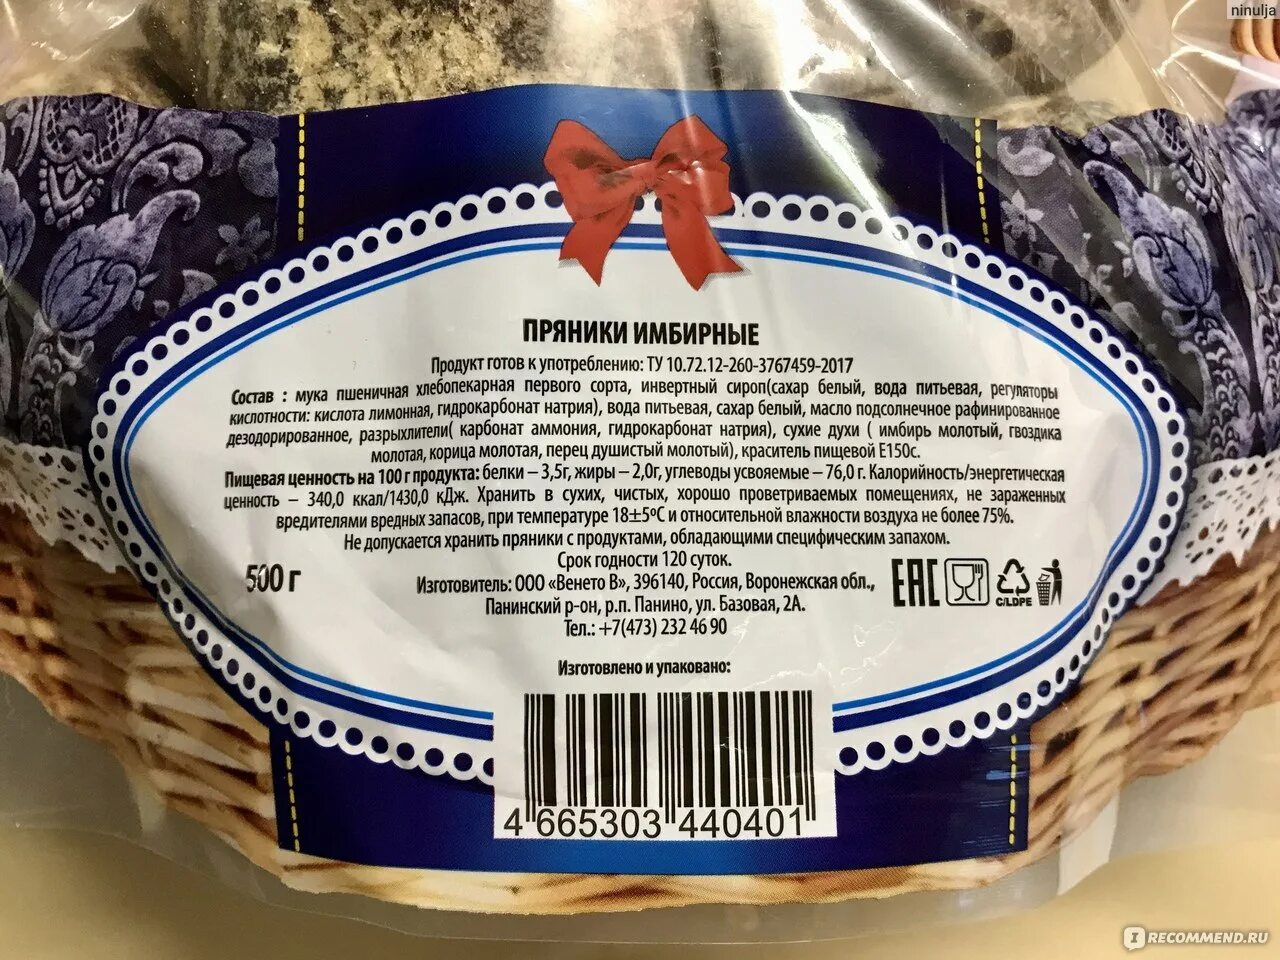 ninulja
ПРЯНИКИ ИМБИРНЫЕ
Продукт готов к употреблению: ТУ 10.72.12-260-3767459-2017
Состав : мука пшеничная хлебопекарная первого сорта, инвертный сироп(сахар белый, вода питьевая, регуляторы
кислотности: кислота лимонная, гидрокарбонат натрия), вода питьевая, сахар белый, масло подсолнечное рафинированное
дезодорированное, разрыхлители( карбонат аммония, гидрокарбонат натрия), сухие духи ( имбирь молотый, гвоздика
молотая, корица молотая, перец душистый молотый), краситель пищевой Е150с.
Пищевая ценность на 100 г продукта: белки – 3,5г, жиры – 2,0г, углеводы усвояемые – 76,0 г. Калорийность/энергетическая
ценность – 340,0 ккал/1430,0 кДж. Хранить в сухих, чистых, хорошо проветриваемых помещениях, не зараженных
вредителями вредных запасов, при температуре 18±5ºС и относительной влажности воздуха не более 75%.
Не допускается хранить пряники с продуктами, обладающими специфическим запахом.
Срок годности 120 суток.
500 г
Изготовитель: ООО «Венето В», 396140, Россия, Воронежская обл.,
Панинский р-он, р.п. Панино, ул. Базовая, 2А.
Тел.: +7(473) 232 46 90
EAC
C/LDPE
Изготовлено и упаковано:
4 665303 440401
IRECOMMEND.RU